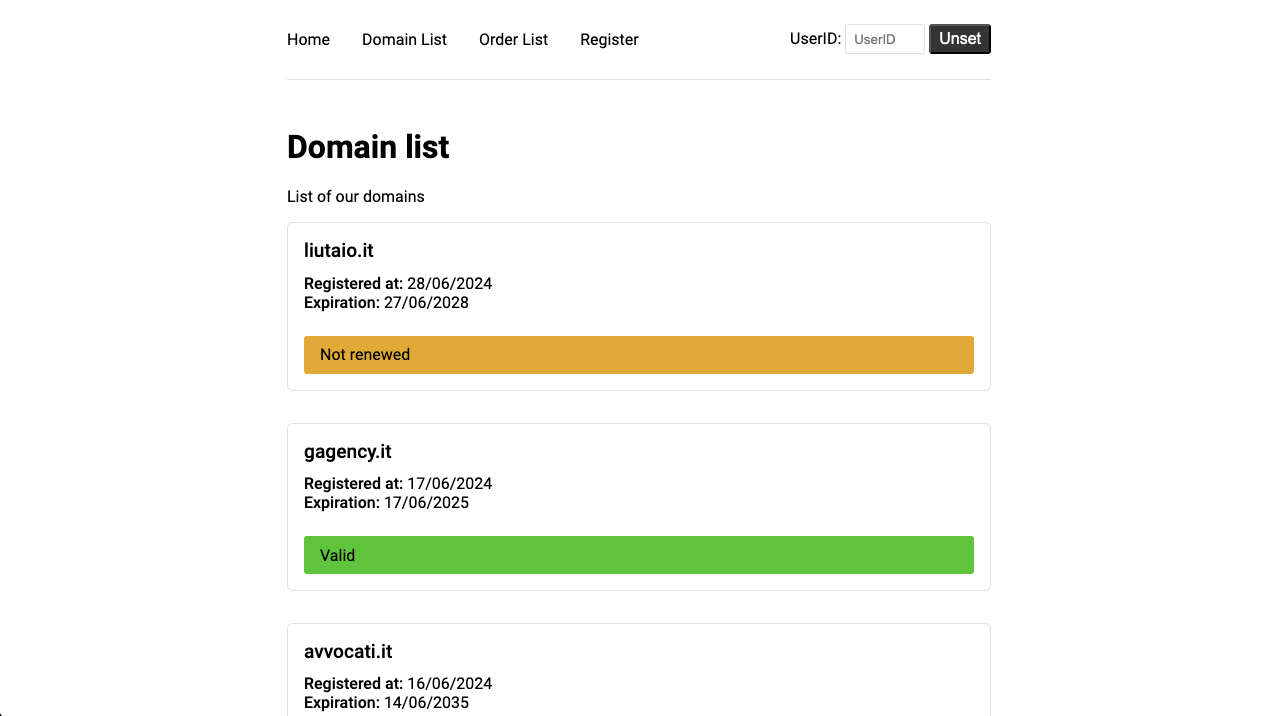 Home Domain List Order List Register UserID: UserID Unset
Domain list
List of our domains
liutaio.it
Registered at: 28/06/2024
Expiration: 27/06/2028
Not renewed
gagency.it
Registered at: 17/06/2024
Expiration: 17/06/2025
Valid
avvocati.it
Registered at: 16/06/2024
Expiration: 14/06/2035